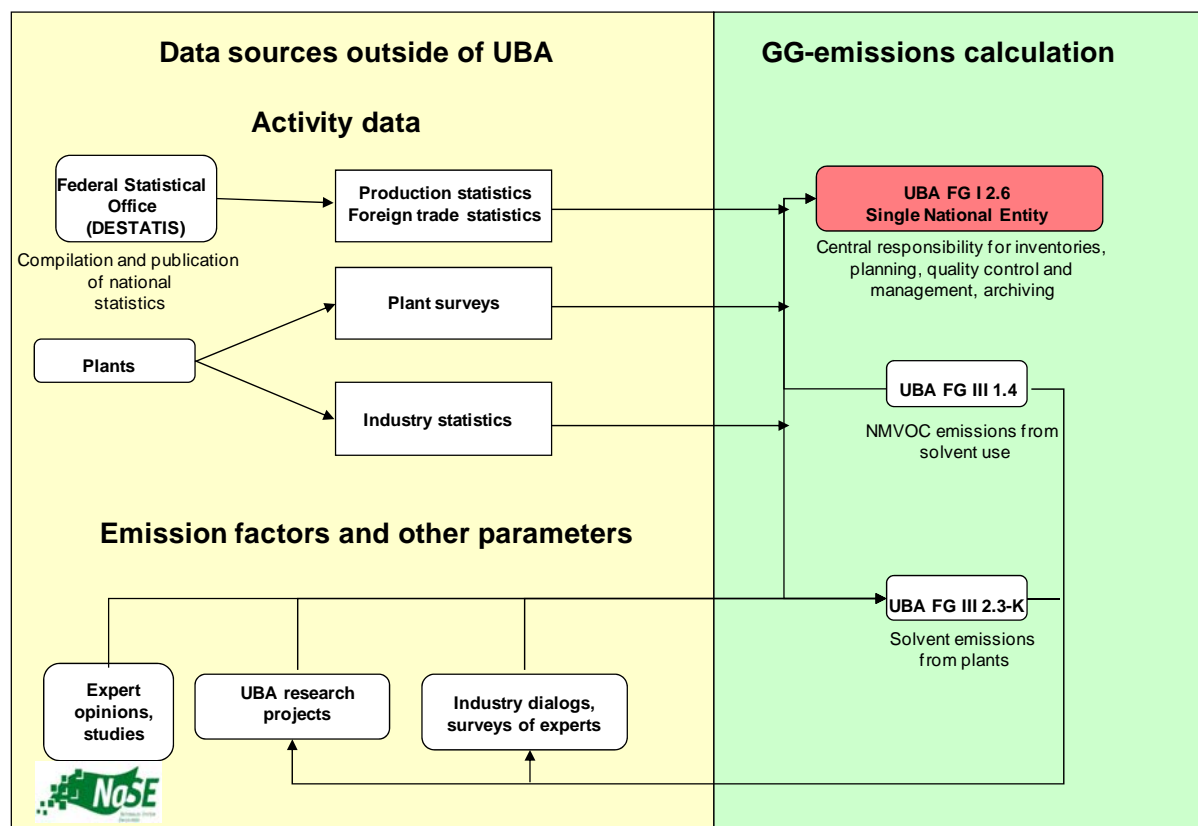 Data sources outside of UBA
GG-emissions calculation
Activity data
Federal Statistical
Office
(DESTATIS)
Compilation and publication
of national
statistics
Production statistics
Foreign trade statistics
UBA FG I 2.6
Single National Entity
Central responsibility for inventories,
planning, quality control and
management, archiving
Plant surveys
Plants
Industry statistics
UBA FG III 1.4
NMVOC emissions from
solvent use
Emission factors and other parameters
UBA FG III 2.3-K
Solvent emissions
from plants
Expert
opinions,
studies
UBA research
projects
Industry dialogs,
surveys of experts
NaSE